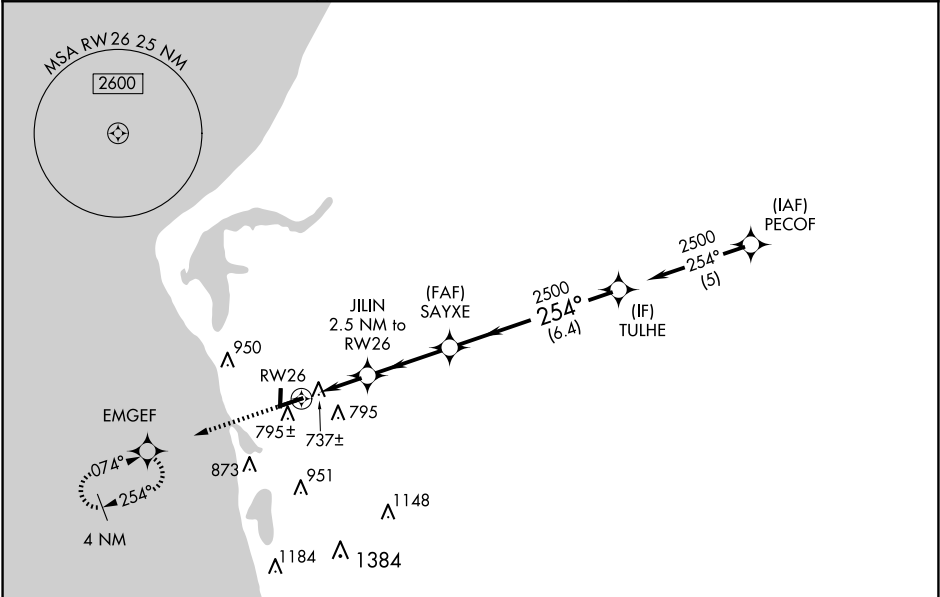 MSA RW26 25 NM
2600
(IAF)
PECOF
2500
254°
(5)
(IF)
TULHE
2500
254°
(6.4)
(FAF)
SAYXE
JILIN
2.5 NM to
RW26
950
RW26
795±
737±
795
EMGEF
074°
254°
4 NM
873
951
1148
1184
1384